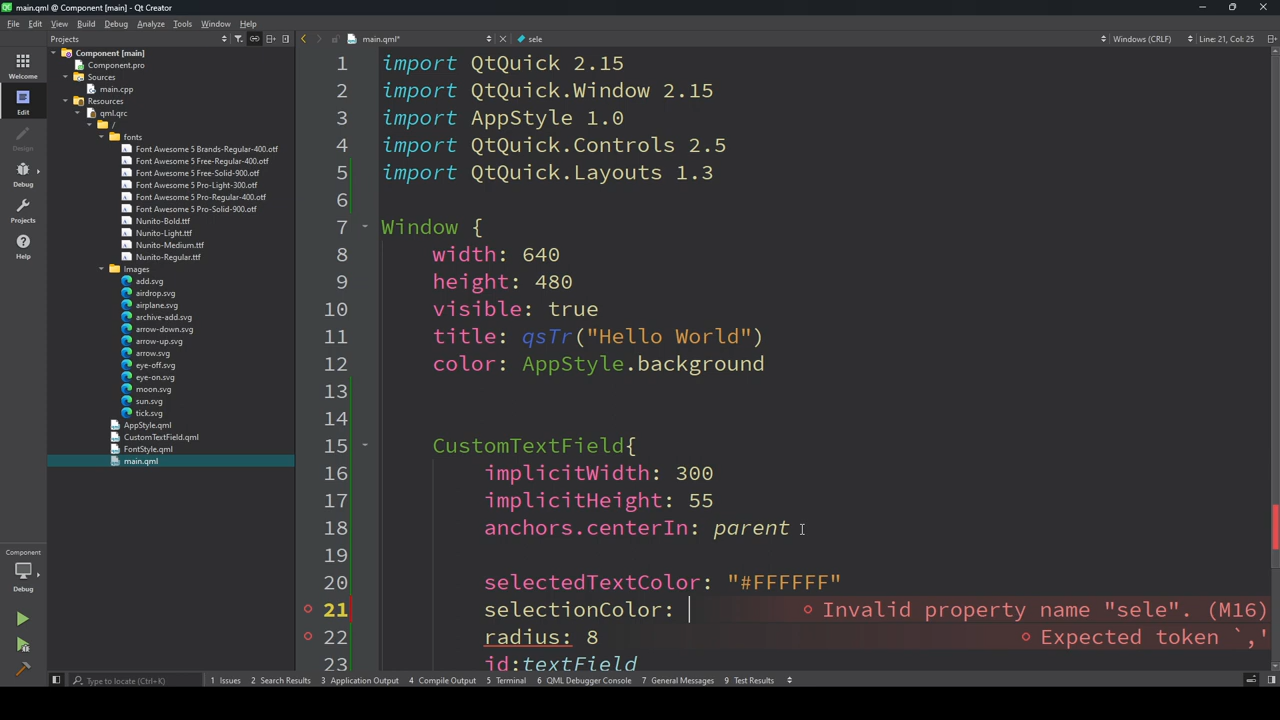 main.qml @ Component [main] - Qt Creator
File Edit View Build Debug Analyze Tools Window Help
Projects
main.qml*
sele
Windows (CRLF)
Line: 21, Col: 25
Welcome
Edit
Design
Debug
Projects
Help
Component
Debug
Component [main]
Component.pro
Sources
main.cpp
Resources
qml.qrc
/
fonts
Font Awesome 5 Brands-Regular-400.otf
Font Awesome 5 Free-Regular-400.otf
Font Awesome 5 Free-Solid-900.otf
Font Awesome 5 Pro-Light-300.otf
Font Awesome 5 Pro-Regular-400.otf
Font Awesome 5 Pro-Solid-900.otf
Nunito-Bold.ttf
Nunito-Light.ttf
Nunito-Medium.ttf
Nunito-Regular.ttf
Images
add.svg
airdrop.svg
airplane.svg
archive-add.svg
arrow-down.svg
arrow-up.svg
arrow.svg
eye-off.svg
eye-on.svg
moon.svg
sun.svg
tick.svg
AppStyle.qml
CustomTextField.qml
FontStyle.qml
main.qml
1 import QtQuick 2.15
2 import QtQuick.Window 2.15
3 import AppStyle 1.0
4 import QtQuick.Controls 2.5
5 import QtQuick.Layouts 1.3
6
7 Window {
8 width: 640
9 height: 480
10 visible: true
11 title: qsTr("Hello World")
12 color: AppStyle.background
13
14
15 CustomTextField{
16 implicitWidth: 300
17 implicitHeight: 55
18 anchors.centerIn: parent
19
20 selectedTextColor: "#FFFFFF"
21 selectionColor: Invalid property name "sele". (M16)
22 radius: 8 Expected token `,'
23 id:textField
Type to locate (Ctrl+K)
1 Issues 2 Search Results 3 Application Output 4 Compile Output 5 Terminal 6 QML Debugger Console 7 General Messages 9 Test Results